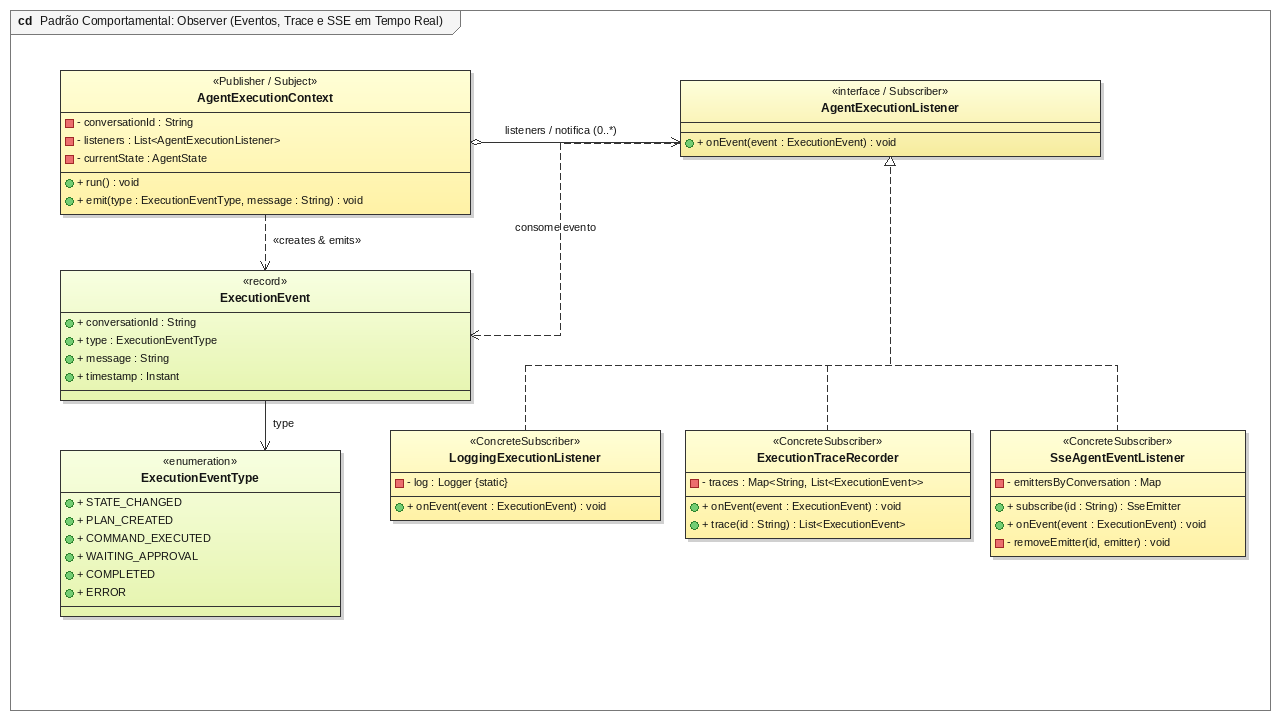 cd Padrão Comportamental: Observer (Eventos, Trace e SSE em Tempo Real)
«Publisher / Subject»
AgentExecutionContext
- conversationId : String
- listeners : List<AgentExecutionListener>
- currentState : AgentState
+ run() : void
+ emit(type : ExecutionEventType, message : String) : void
listeners / notifica (0..*)
«interface / Subscriber»
AgentExecutionListener
+ onEvent(event : ExecutionEvent) : void
consome evento
«creates & emits»
«record»
ExecutionEvent
+ conversationId : String
+ type : ExecutionEventType
+ message : String
+ timestamp : Instant
type
«enumeration»
ExecutionEventType
+ STATE_CHANGED
+ PLAN_CREATED
+ COMMAND_EXECUTED
+ WAITING_APPROVAL
+ COMPLETED
+ ERROR
«ConcreteSubscriber»
LoggingExecutionListener
- log : Logger {static}
+ onEvent(event : ExecutionEvent) : void
«ConcreteSubscriber»
ExecutionTraceRecorder
- traces : Map<String, List<ExecutionEvent>>
+ onEvent(event : ExecutionEvent) : void
+ trace(id : String) : List<ExecutionEvent>
«ConcreteSubscriber»
SseAgentEventListener
- emittersByConversation : Map
+ subscribe(id : String) : SseEmitter
+ onEvent(event : ExecutionEvent) : void
- removeEmitter(id, emitter) : void